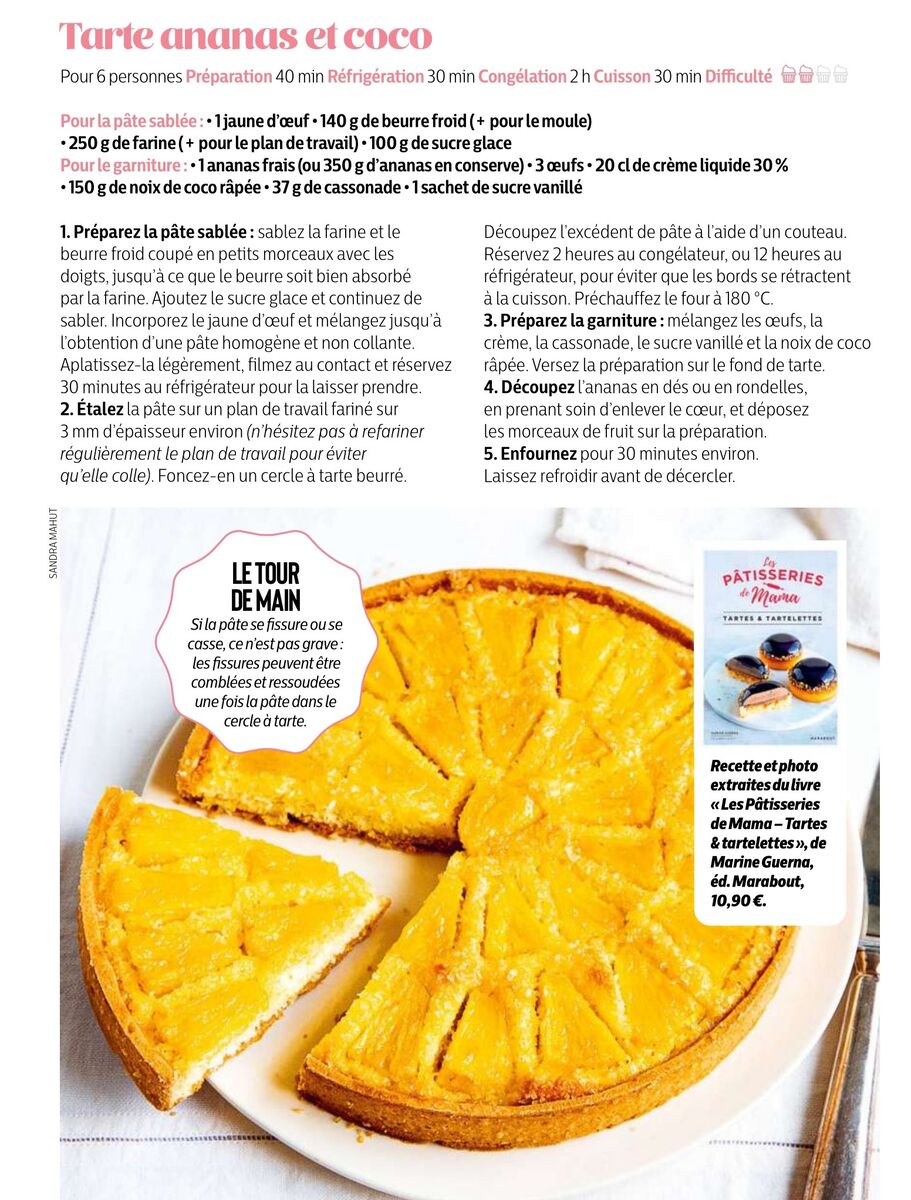 Tarte ananas et coco
Pour 6 personnes Préparation 40 min Réfrigération 30 min Congélation 2 h Cuisson 30 min Difficulté
Pour la pâte sablée : • 1 jaune d’œuf • 140 g de beurre froid (+ pour le moule)
• 250 g de farine (+ pour le plan de travail) • 100 g de sucre glace
Pour le garniture : • 1 ananas frais (ou 350 g d’ananas en conserve) • 3 œufs • 20 cl de crème liquide 30 %
• 150 g de noix de coco râpée • 37 g de cassonade • 1 sachet de sucre vanillé
1. Préparez la pâte sablée : sablez la farine et le
beurre froid coupé en petits morceaux avec les
doigts, jusqu’à ce que le beurre soit bien absorbé
par la farine. Ajoutez le sucre glace et continuez de
sabler. Incorporez le jaune d’œuf et mélangez jusqu’à
l’obtention d’une pâte homogène et non collante.
Aplatissez-la légèrement, filmez au contact et réservez
30 minutes au réfrigérateur pour la laisser prendre.
2. Étalez la pâte sur un plan de travail fariné sur
3 mm d’épaisseur environ (n’hésitez pas à refariner
régulièrement le plan de travail pour éviter
qu’elle colle). Foncez-en un cercle à tarte beurré.
Découpez l’excédent de pâte à l’aide d’un couteau.
Réservez 2 heures au congélateur, ou 12 heures au
réfrigérateur, pour éviter que les bords se rétractent
à la cuisson. Préchauffez le four à 180 °C.
3. Préparez la garniture : mélangez les œufs, la
crème, la cassonade, le sucre vanillé et la noix de coco
râpée. Versez la préparation sur le fond de tarte.
4. Découpez l’ananas en dés ou en rondelles,
en prenant soin d’enlever le cœur, et déposez
les morceaux de fruit sur la préparation.
5. Enfournez pour 30 minutes environ.
Laissez refroidir avant de décercler.
SANDRA MAHUT
LE TOUR
DE MAIN
Si la pâte se fissure ou se
casse, ce n’est pas grave :
les fissures peuvent être
comblées et ressoudées
une fois la pâte dans le
cercle à tarte.
Les
PÂTISSERIES
de Mama
TARTES & TARTELETTES
MARABOUT
Recette et photo
extraites du livre
« Les Pâtisseries
de Mama – Tartes
& tartelettes », de
Marine Guerna,
éd. Marabout,
10,90 €.